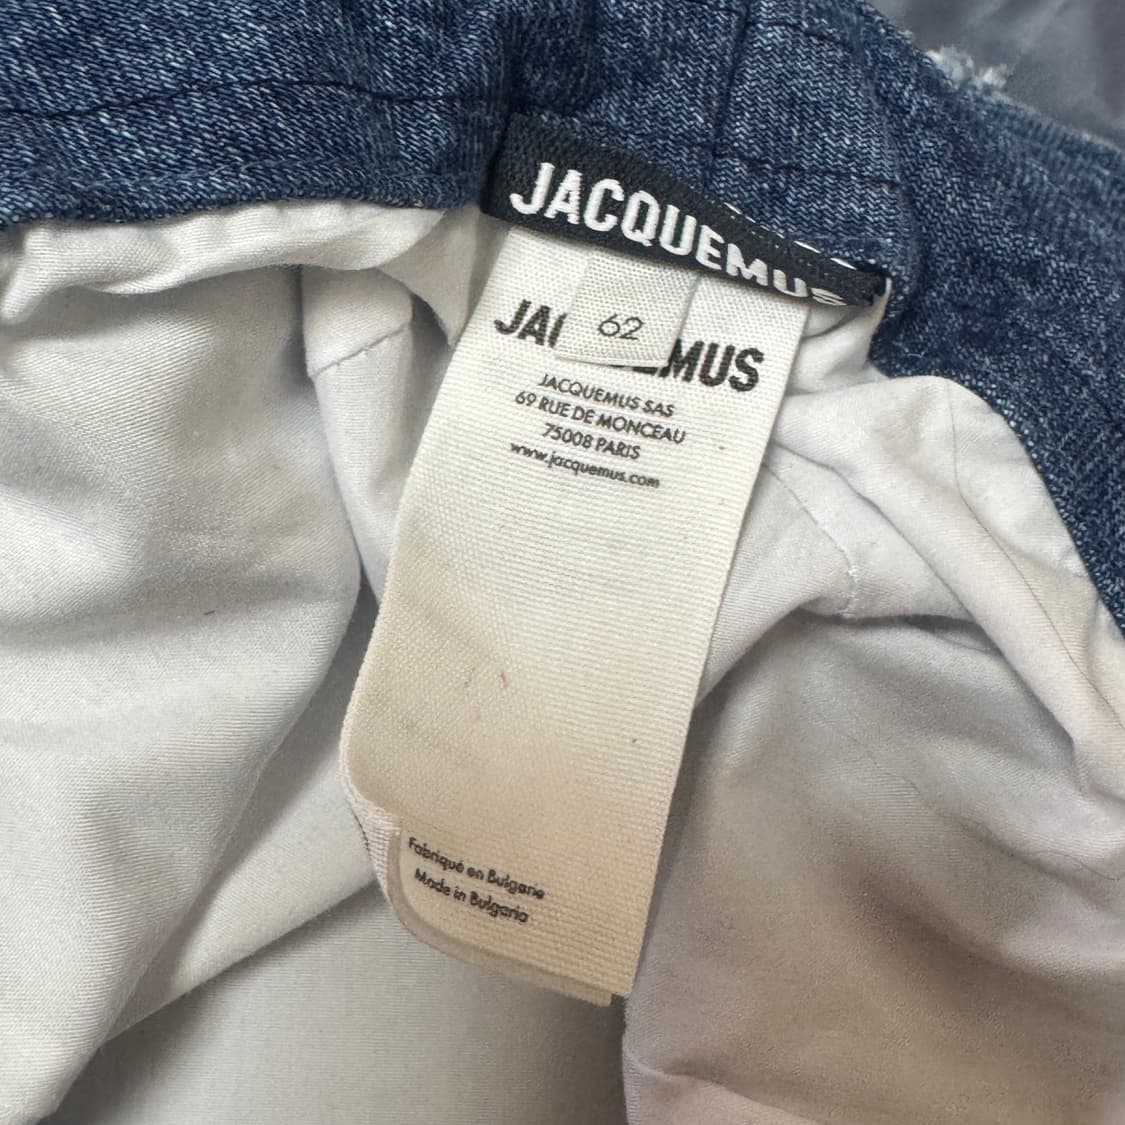 JACQUEMUS
62
JAC EMUS
JACQUEMUS SAS
69 RUE DE MONCEAU
75008 PARIS
www.jacquemus.com
Fabriqué en Bulgarie
Made in Bulgaria